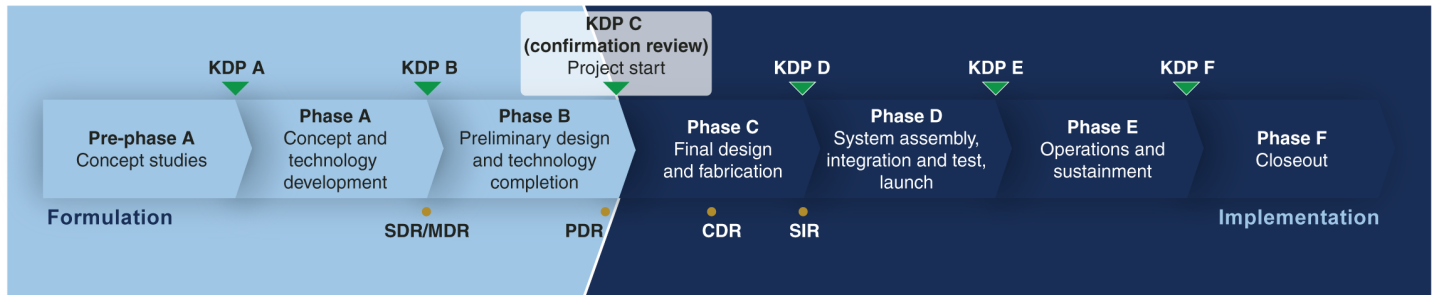 KDP C
(confirmation review)
Project start
KDP A
KDP B
KDP D
KDP E
KDP F
Pre-phase A
Concept studies
Phase A
Concept and
technology
development
Phase B
Preliminary design
and technology
completion
Phase C
Final design
and fabrication
Phase D
System assembly,
integration and test,
launch
Phase E
Operations and
sustainment
Phase F
Closeout
Formulation
Implementation
SDR/MDR
PDR
CDR
SIR